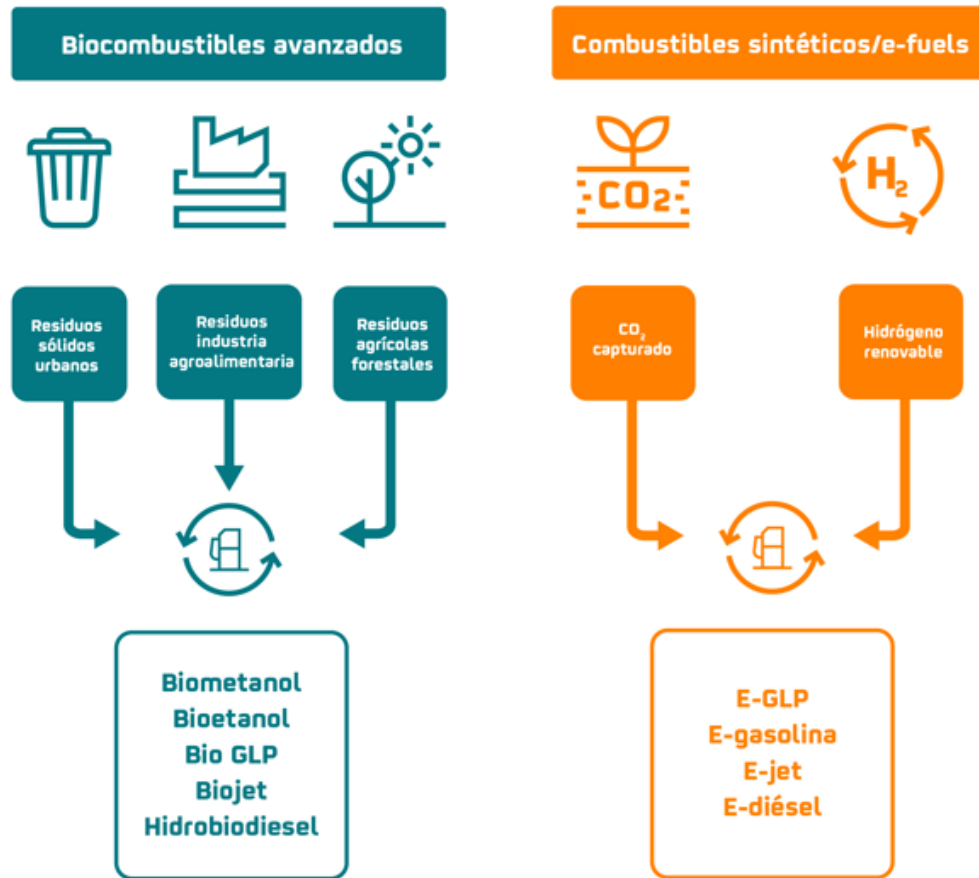 Biocombustibles avanzados
Combustibles sintéticos/e-fuels
CO₂
H₂
Residuos
sólidos
urbanos
Residuos
industria
agroalimentaria
Residuos
agrícolas
forestales
CO₂
capturado
Hidrógeno
renovable
Biometanol
Bioetanol
Bio GLP
Biojet
Hidrobiodiesel
E-GLP
E-gasolina
E-jet
E-diésel